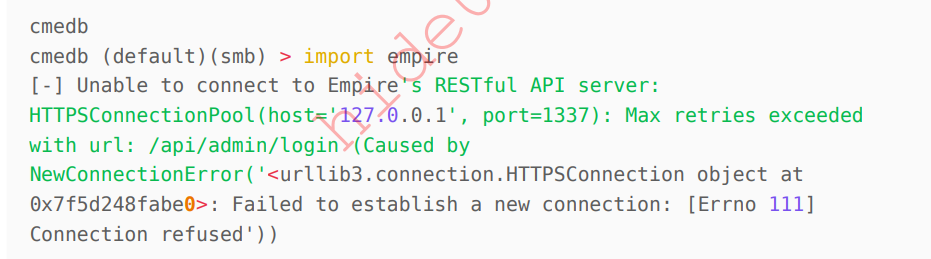 cmedb
cmedb (default)(smb) > import empire
[-] Unable to connect to Empire's RESTful API server:
HTTPSConnectionPool(host='127.0.0.1', port=1337): Max retries exceeded
with url: /api/admin/login (Caused by
NewConnectionError('<urllib3.connection.HTTPSConnection object at
0x7f5d248fabe0>: Failed to establish a new connection: [Errno 111]
Connection refused'))